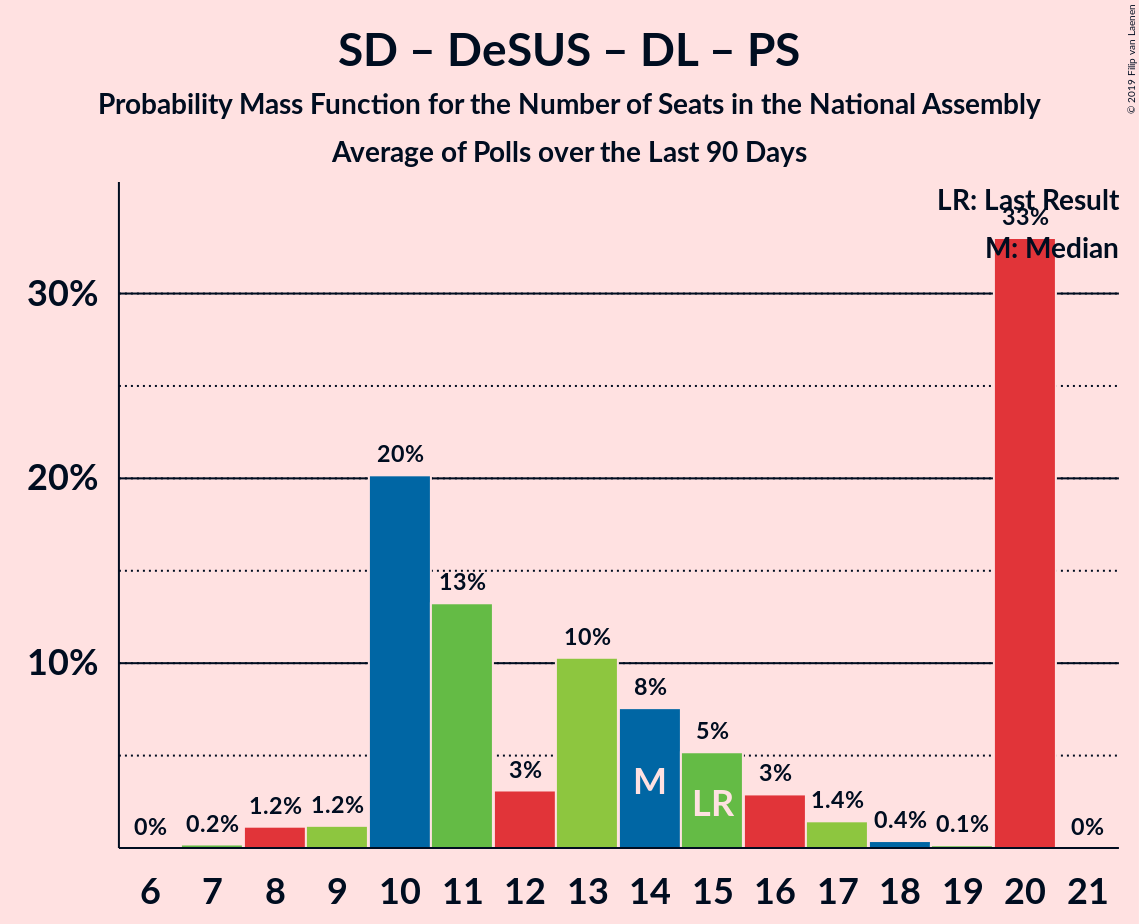 SD – DeSUS – DL – PS
Probability Mass Function for the Number of Seats in the National Assembly
Average of Polls over the Last 90 Days
© 2019 Filip van Laenen
LR: Last Result
M: Median
30%
20%
10%
0%
0.2%
1.2%
1.2%
20%
13%
3%
10%
8%
5%
3%
1.4%
0.4%
0.1%
33%
0%
M
LR
6 7 8 9 10 11 12 13 14 15 16 17 18 19 20 21